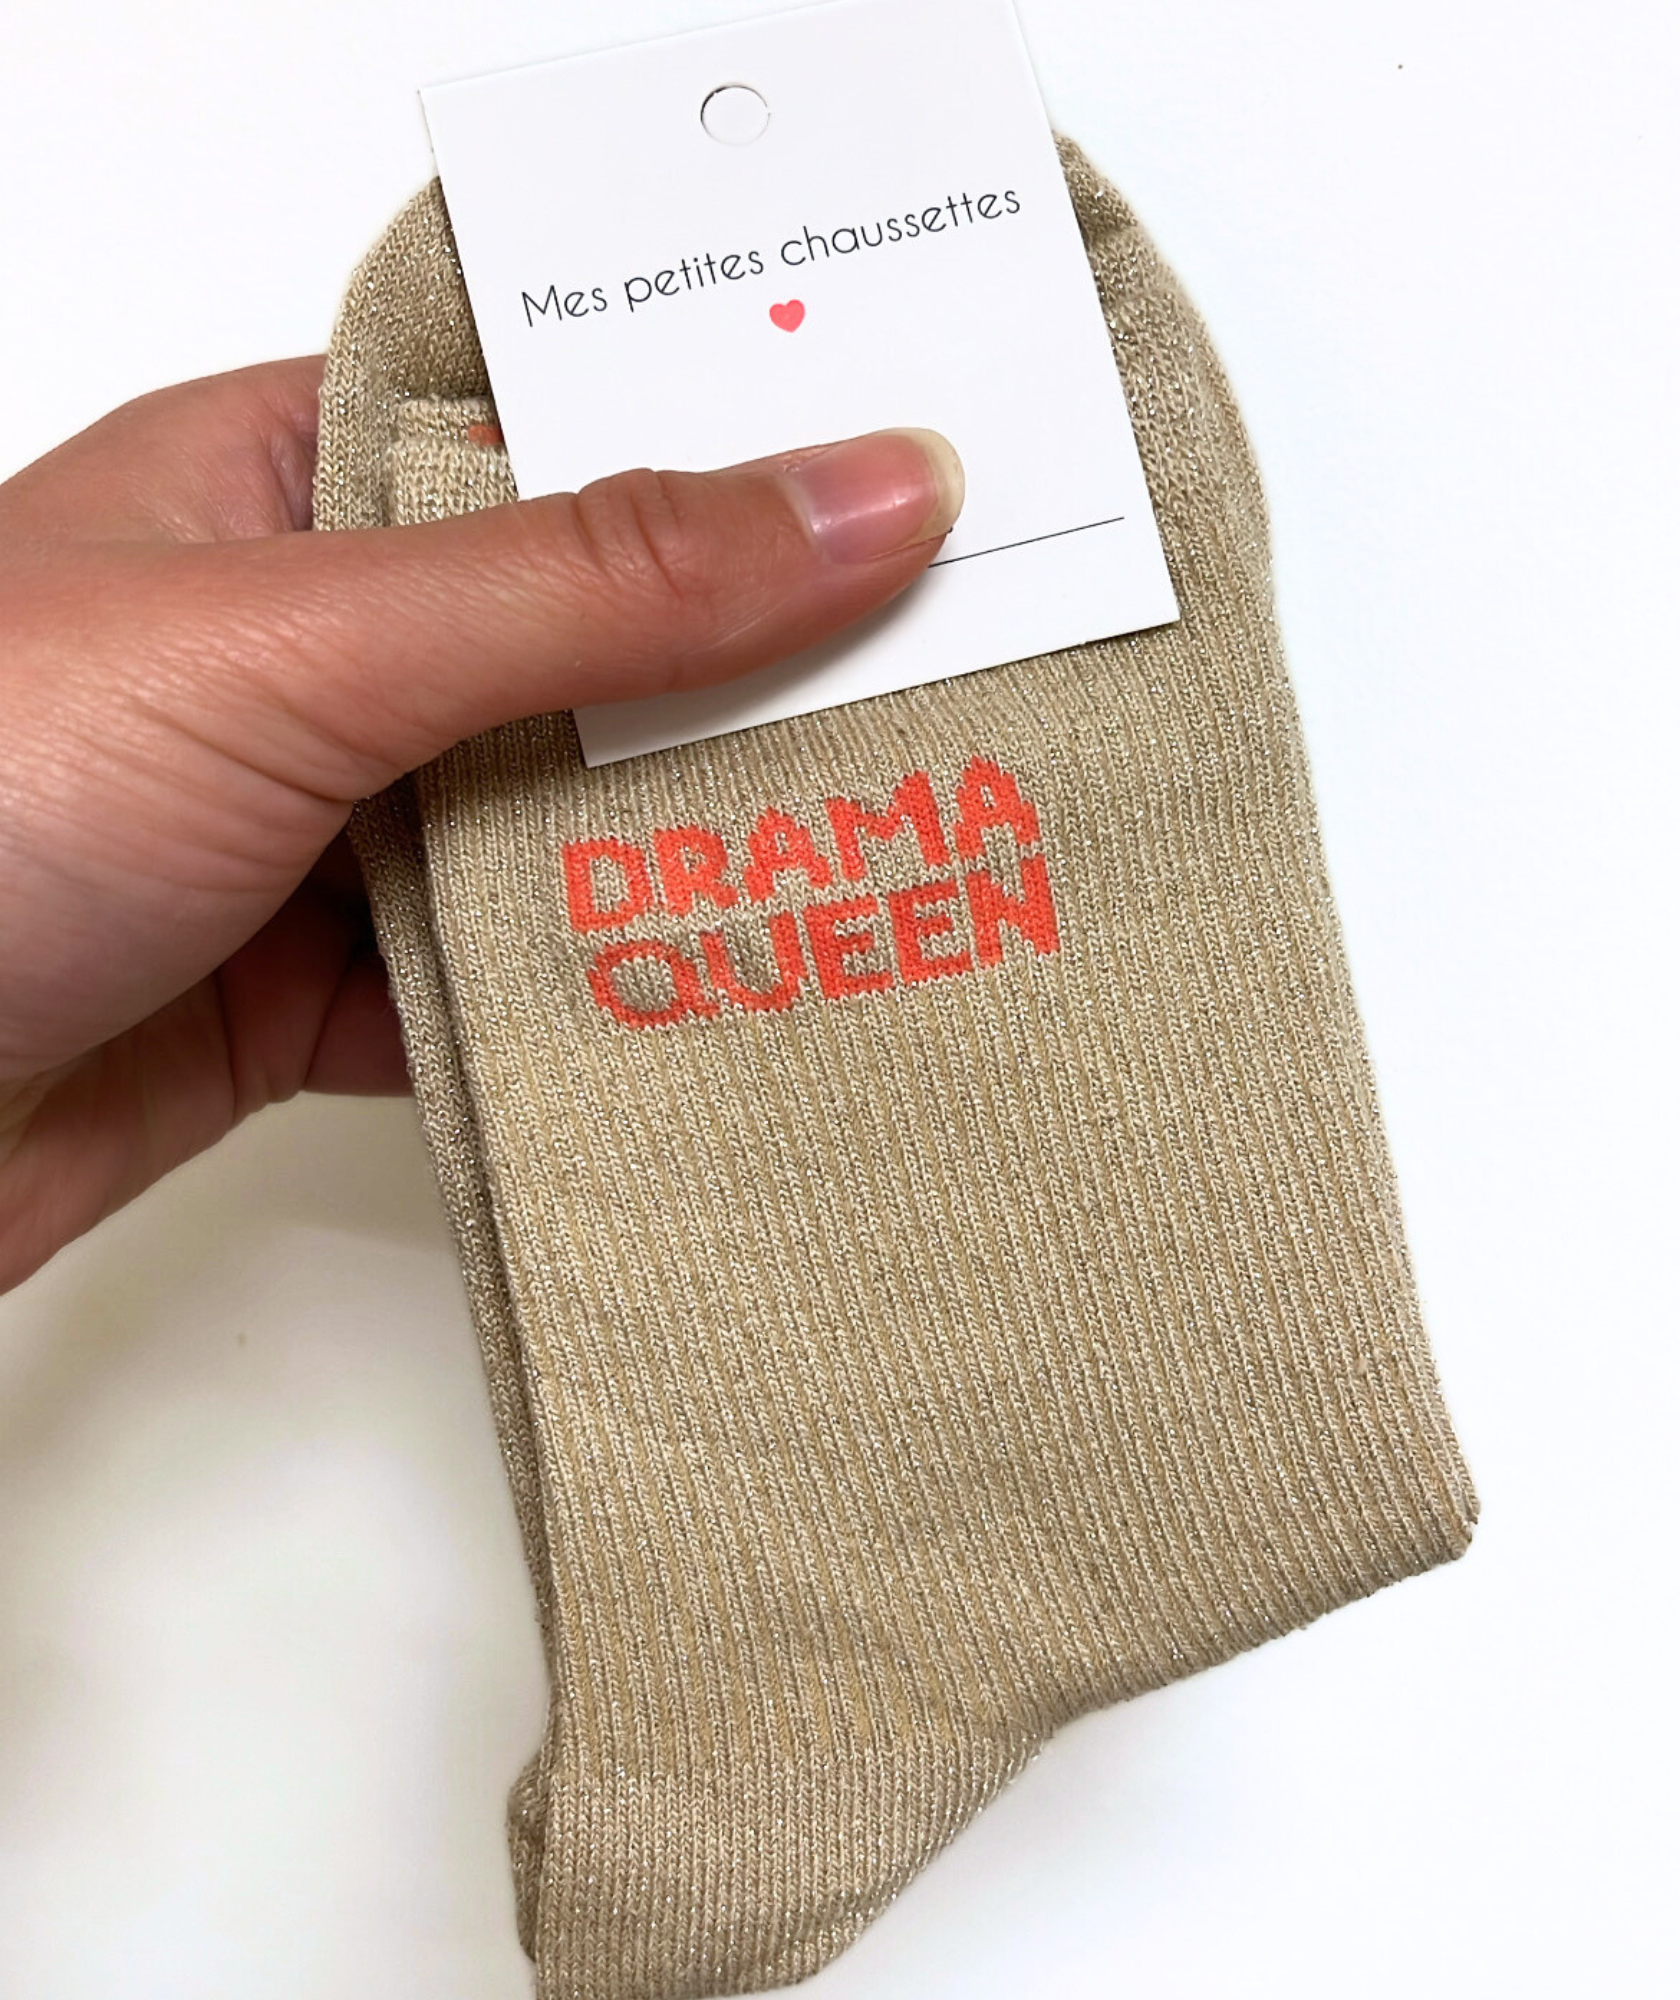 Mes petites chaussettes
DRAMA
QUEEN